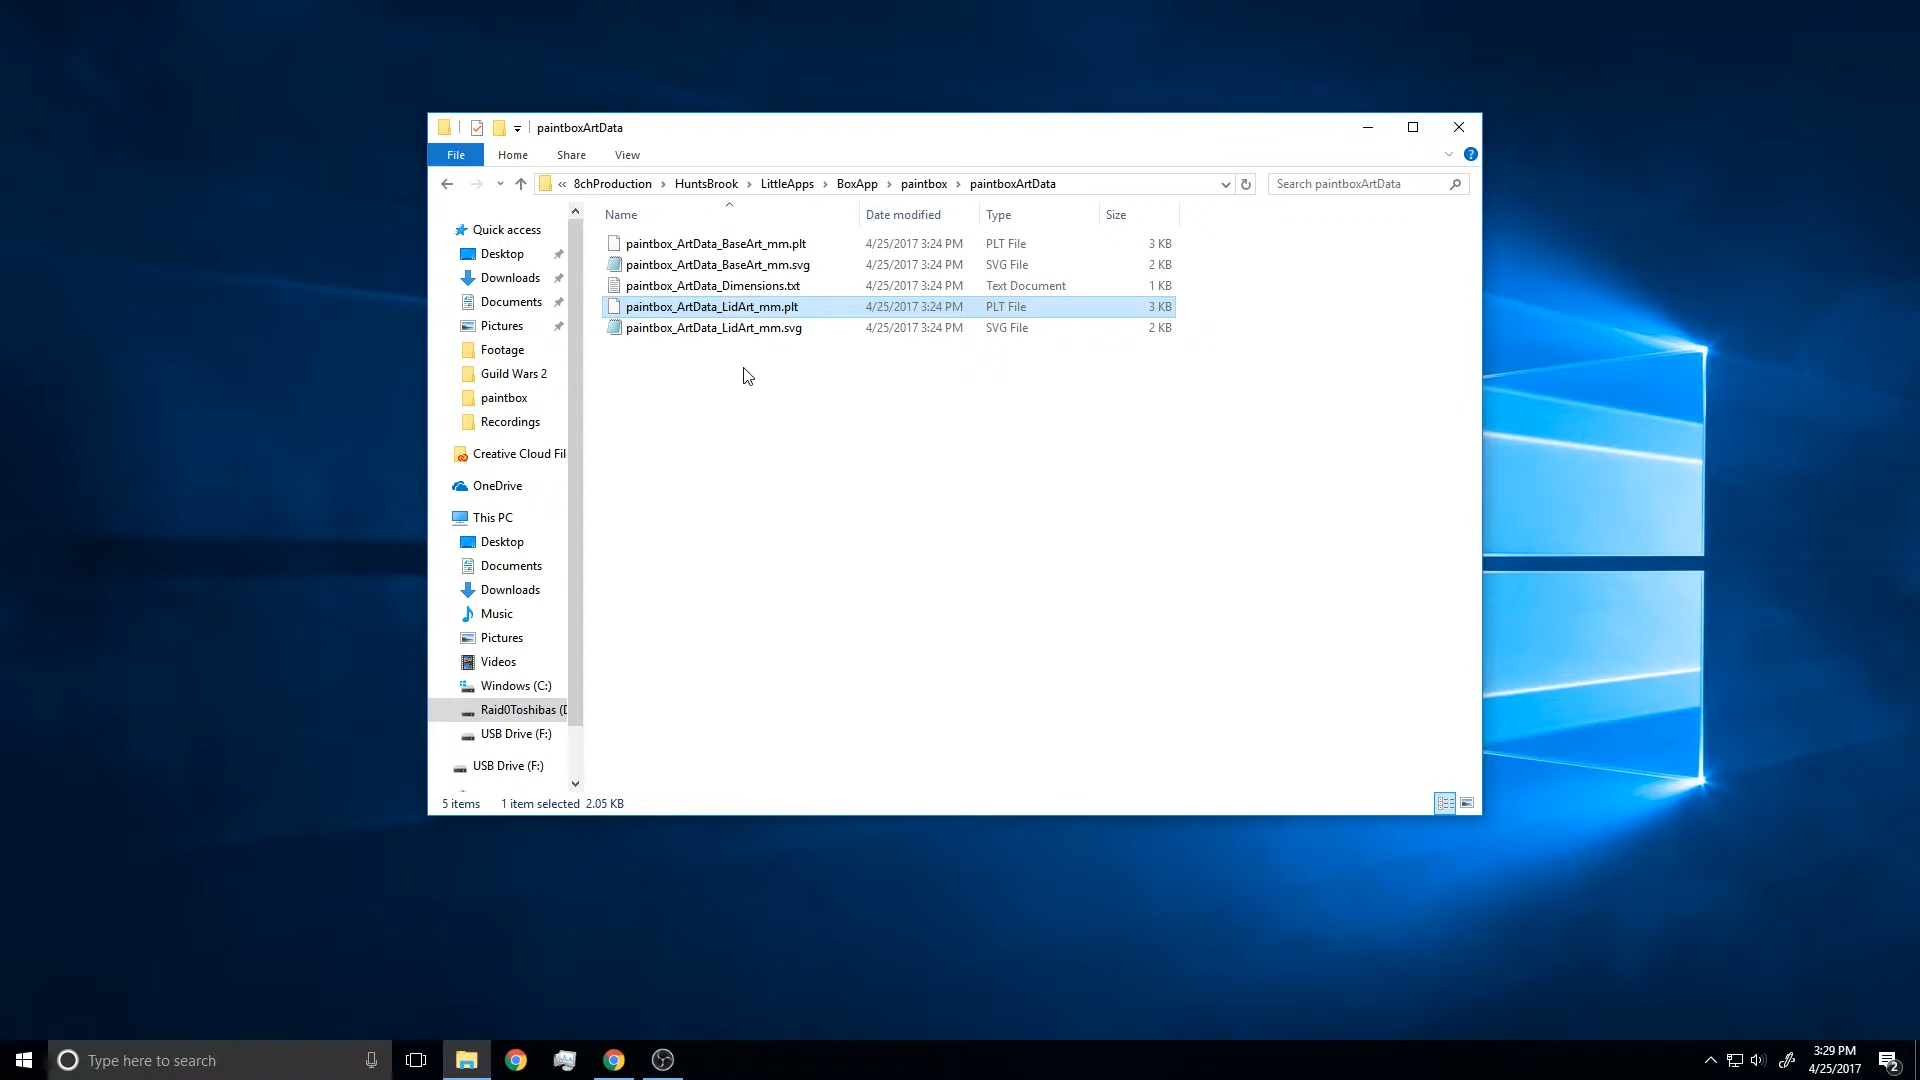 paintboxArtData
File Home Share View
« 8chProduction > HuntsBrook > LittleApps > BoxApp > paintbox > paintboxArtData
Search paintboxArtData
Name Date modified Type Size
paintbox_ArtData_BaseArt_mm.plt 4/25/2017 3:24 PM PLT File 3 KB
paintbox_ArtData_BaseArt_mm.svg 4/25/2017 3:24 PM SVG File 2 KB
paintbox_ArtData_Dimensions.txt 4/25/2017 3:24 PM Text Document 1 KB
paintbox_ArtData_LidArt_mm.plt 4/25/2017 3:24 PM PLT File 3 KB
paintbox_ArtData_LidArt_mm.svg 4/25/2017 3:24 PM SVG File 2 KB
Quick access
Desktop
Downloads
Documents
Pictures
Footage
Guild Wars 2
paintbox
Recordings
Creative Cloud Fil
OneDrive
This PC
Desktop
Documents
Downloads
Music
Pictures
Videos
Windows (C:)
Raid0Toshibas (D
USB Drive (F:)
USB Drive (F:)
5 items 1 item selected 2.05 KB
Type here to search
3:29 PM
4/25/2017
2